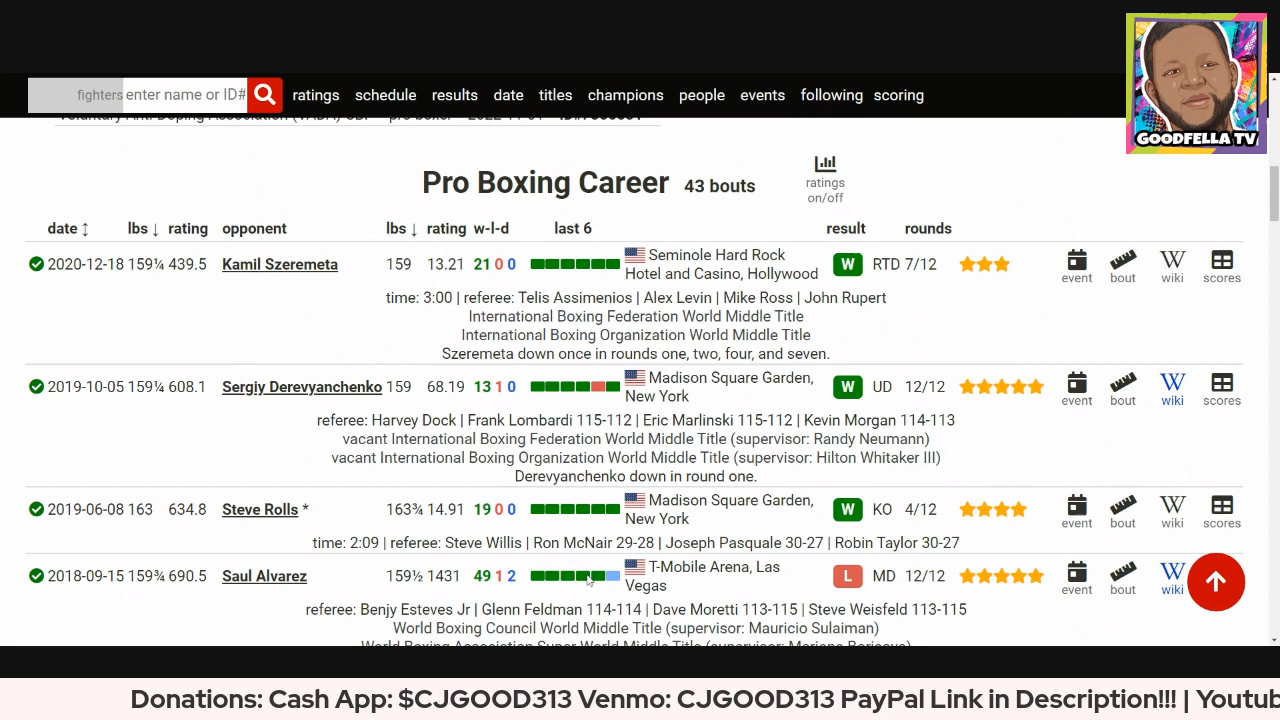 GOODFELLA TV
fighters enter name or ID# ratings schedule results date titles champions people events following scoring
Pro Boxing Career 43 bouts
ratings
on/off
date ↕ lbs ↓ rating opponent lbs ↓ rating w-l-d last 6 result rounds
2020-12-18 159¼ 439.5 Kamil Szeremeta 159 13.21 21 0 0 Seminole Hard Rock Hotel and Casino, Hollywood W RTD 7/12 event bout wiki scores
time: 3:00 | referee: Telis Assimenios | Alex Levin | Mike Ross | John Rupert
International Boxing Federation World Middle Title
International Boxing Organization World Middle Title
Szeremeta down once in rounds one, two, four, and seven.
2019-10-05 159¼ 608.1 Sergiy Derevyanchenko 159 68.19 13 1 0 Madison Square Garden, New York W UD 12/12 event bout wiki scores
referee: Harvey Dock | Frank Lombardi 115-112 | Eric Marlinski 115-112 | Kevin Morgan 114-113
vacant International Boxing Federation World Middle Title (supervisor: Randy Neumann)
vacant International Boxing Organization World Middle Title (supervisor: Hilton Whitaker III)
Derevyanchenko down in round one.
2019-06-08 163 634.8 Steve Rolls * 163¾ 14.91 19 0 0 Madison Square Garden, New York W KO 4/12 event bout wiki scores
time: 2:09 | referee: Steve Willis | Ron McNair 29-28 | Joseph Pasquale 30-27 | Robin Taylor 30-27
2018-09-15 159¾ Saul Alvarez 159½ 1431 49 1 2 T-Mobile Arena, Las Vegas L MD 12/12 event bout wiki
referee: Benjy Esteves Jr | Glenn Feldman 114-114 | Dave Moretti 113-115 | Steve Weisfeld 113-115
World Boxing Council World Middle Title (supervisor: Mauricio Sulaiman)
Donations: Cash App: $CJGOOD313 Venmo: CJGOOD313 PayPal Link in Description!!! | Youtub